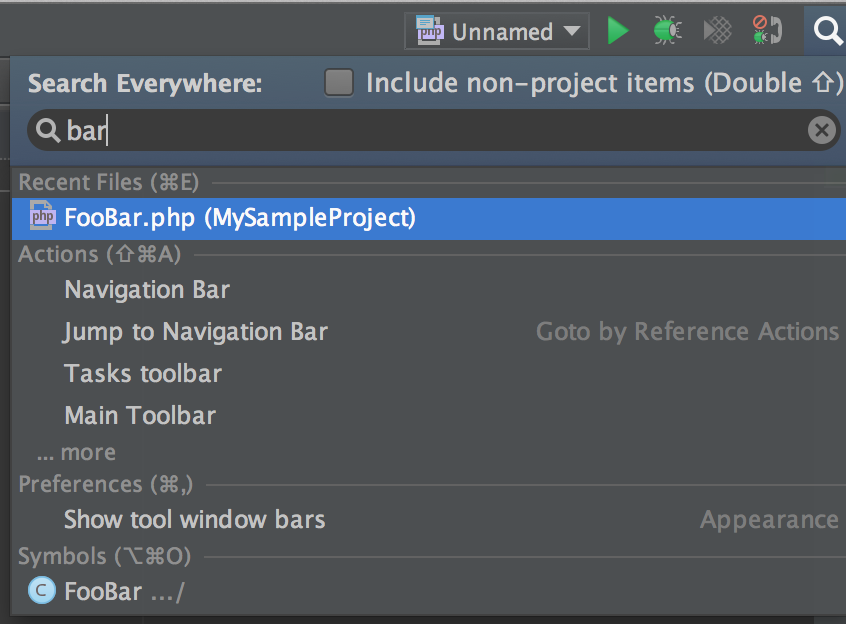 php Unnamed
Search Everywhere: Include non-project items (Double ⇧)
bar
Recent Files (⌘E)
php FooBar.php (MySampleProject)
Actions (⇧⌘A)
Navigation Bar
Jump to Navigation Bar Goto by Reference Actions
Tasks toolbar
Main Toolbar
... more
Preferences (⌘,)
Show tool window bars Appearance
Symbols (⌥⌘O)
C FooBar .../